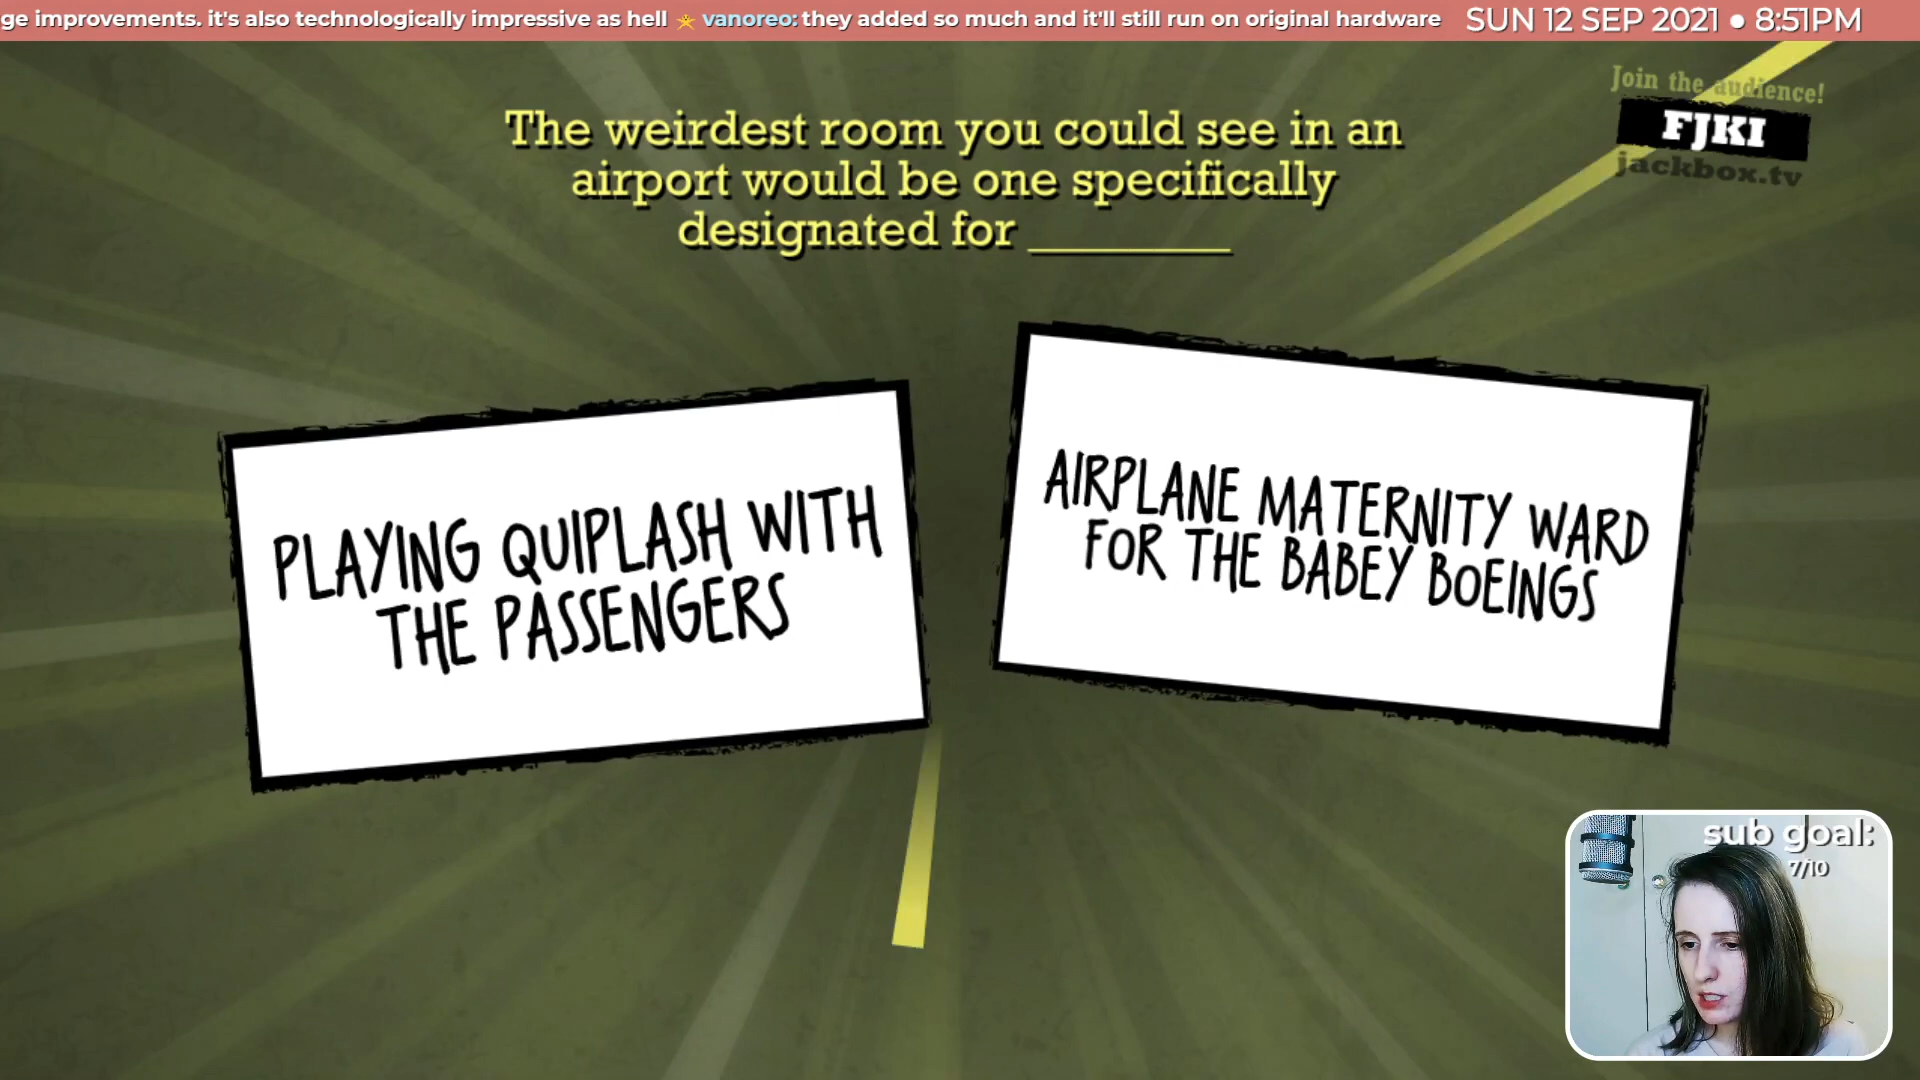 ge improvements. it's also technologically impressive as hell vanoreo: they added so much and it'll still run on original hardware
SUN 12 SEP 2021 ● 8:51PM
Join the audience!
FJKI
jackbox.tv
The weirdest room you could see in an
airport would be one specifically
designated for ________
PLAYING QUIPLASH WITH
THE PASSENGERS
AIRPLANE MATERNITY WARD
FOR THE BABEY BOEINGS
sub goal:
7/10